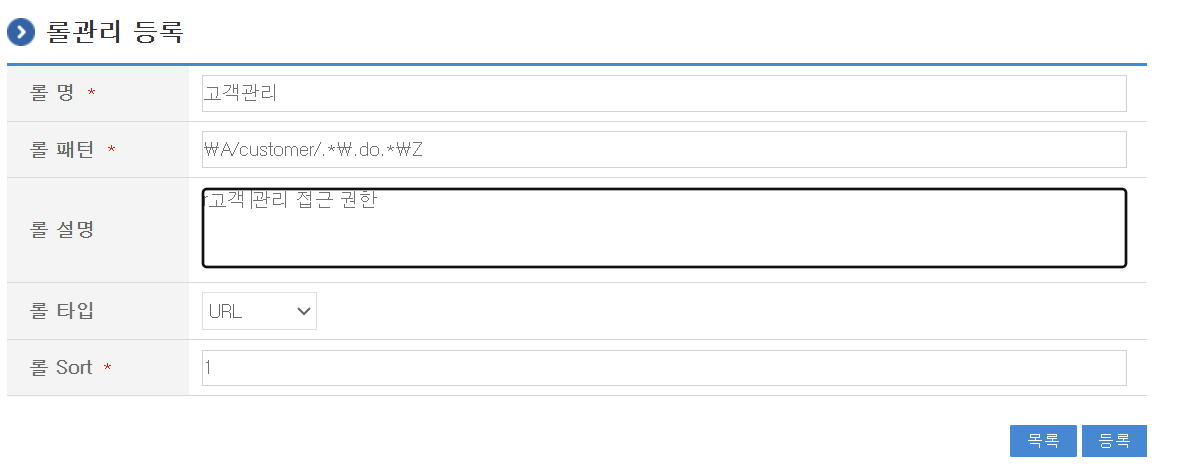 롤관리 등록
롤 명 * 고객관리
롤 패턴 * ₩A/customer/.*₩.do.*₩Z
롤 설명 r고객관리 접근 권한
롤 타입 URL
롤 Sort * 1
목록 등록